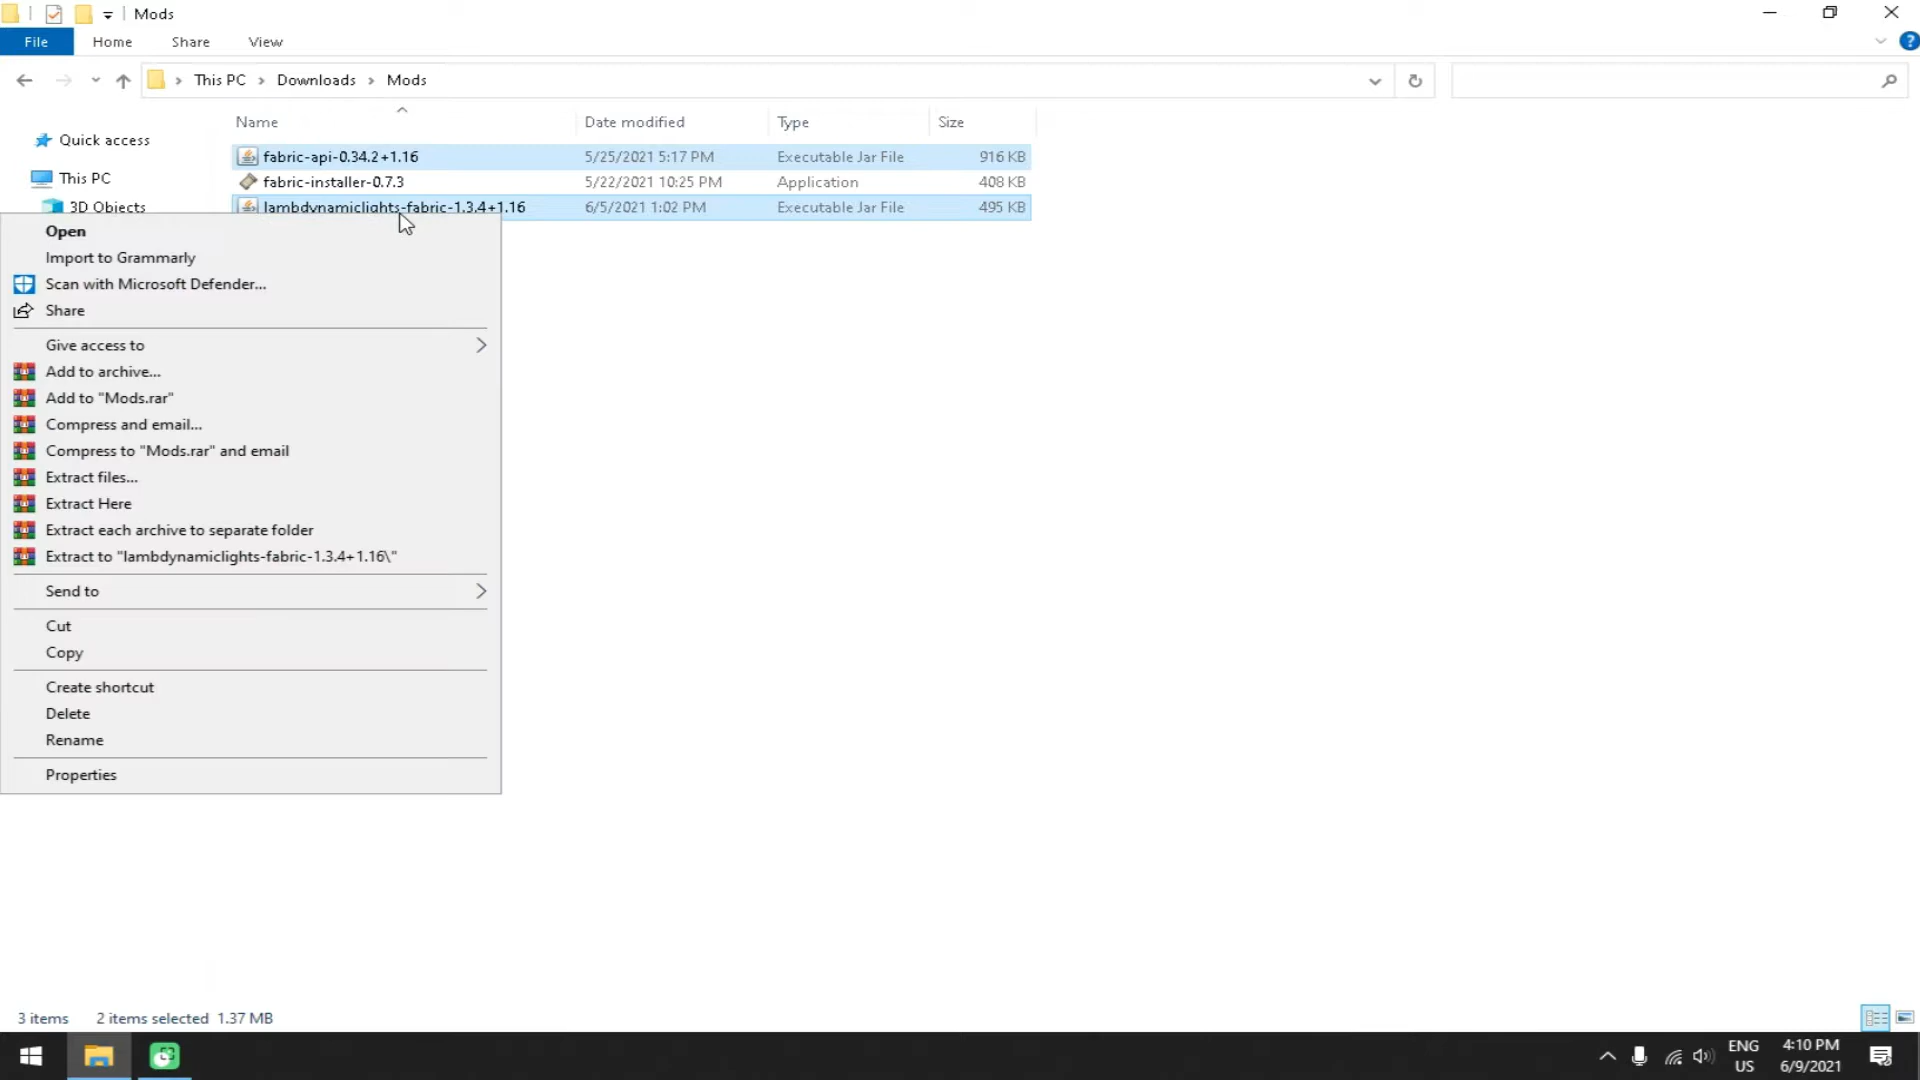 Mods
File Home Share View
This PC > Downloads > Mods
Name Date modified Type Size
Quick access
This PC
3D Objects
fabric-api-0.34.2+1.16 5/25/2021 5:17 PM Executable Jar File 916 KB
fabric-installer-0.7.3 5/22/2021 10:25 PM Application 408 KB
lambdynamiclights-fabric-1.3.4+1.16 6/5/2021 1:02 PM Executable Jar File 495 KB
Open
Import to Grammarly
Scan with Microsoft Defender...
Share
Give access to
Add to archive...
Add to "Mods.rar"
Compress and email...
Compress to "Mods.rar" and email
Extract files...
Extract Here
Extract each archive to separate folder
Extract to "lambdynamiclights-fabric-1.3.4+1.16\"
Send to
Cut
Copy
Create shortcut
Delete
Rename
Properties
3 items 2 items selected 1.37 MB
ENG 4:10 PM
US 6/9/2021